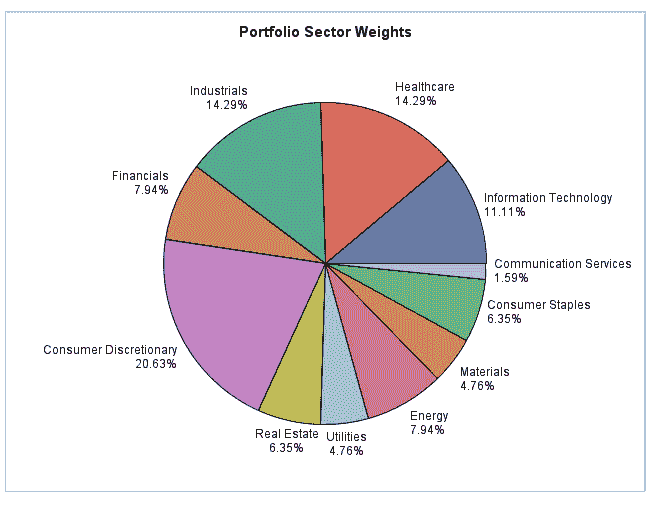 Portfolio Sector Weights
Healthcare
14.29%
Industrials
14.29%
Financials
7.94%
Information Technology
11.11%
Communication Services
1.59%
Consumer Staples
6.35%
Consumer Discretionary
20.63%
Materials
4.76%
Energy
7.94%
Real Estate
6.35%
Utilities
4.76%